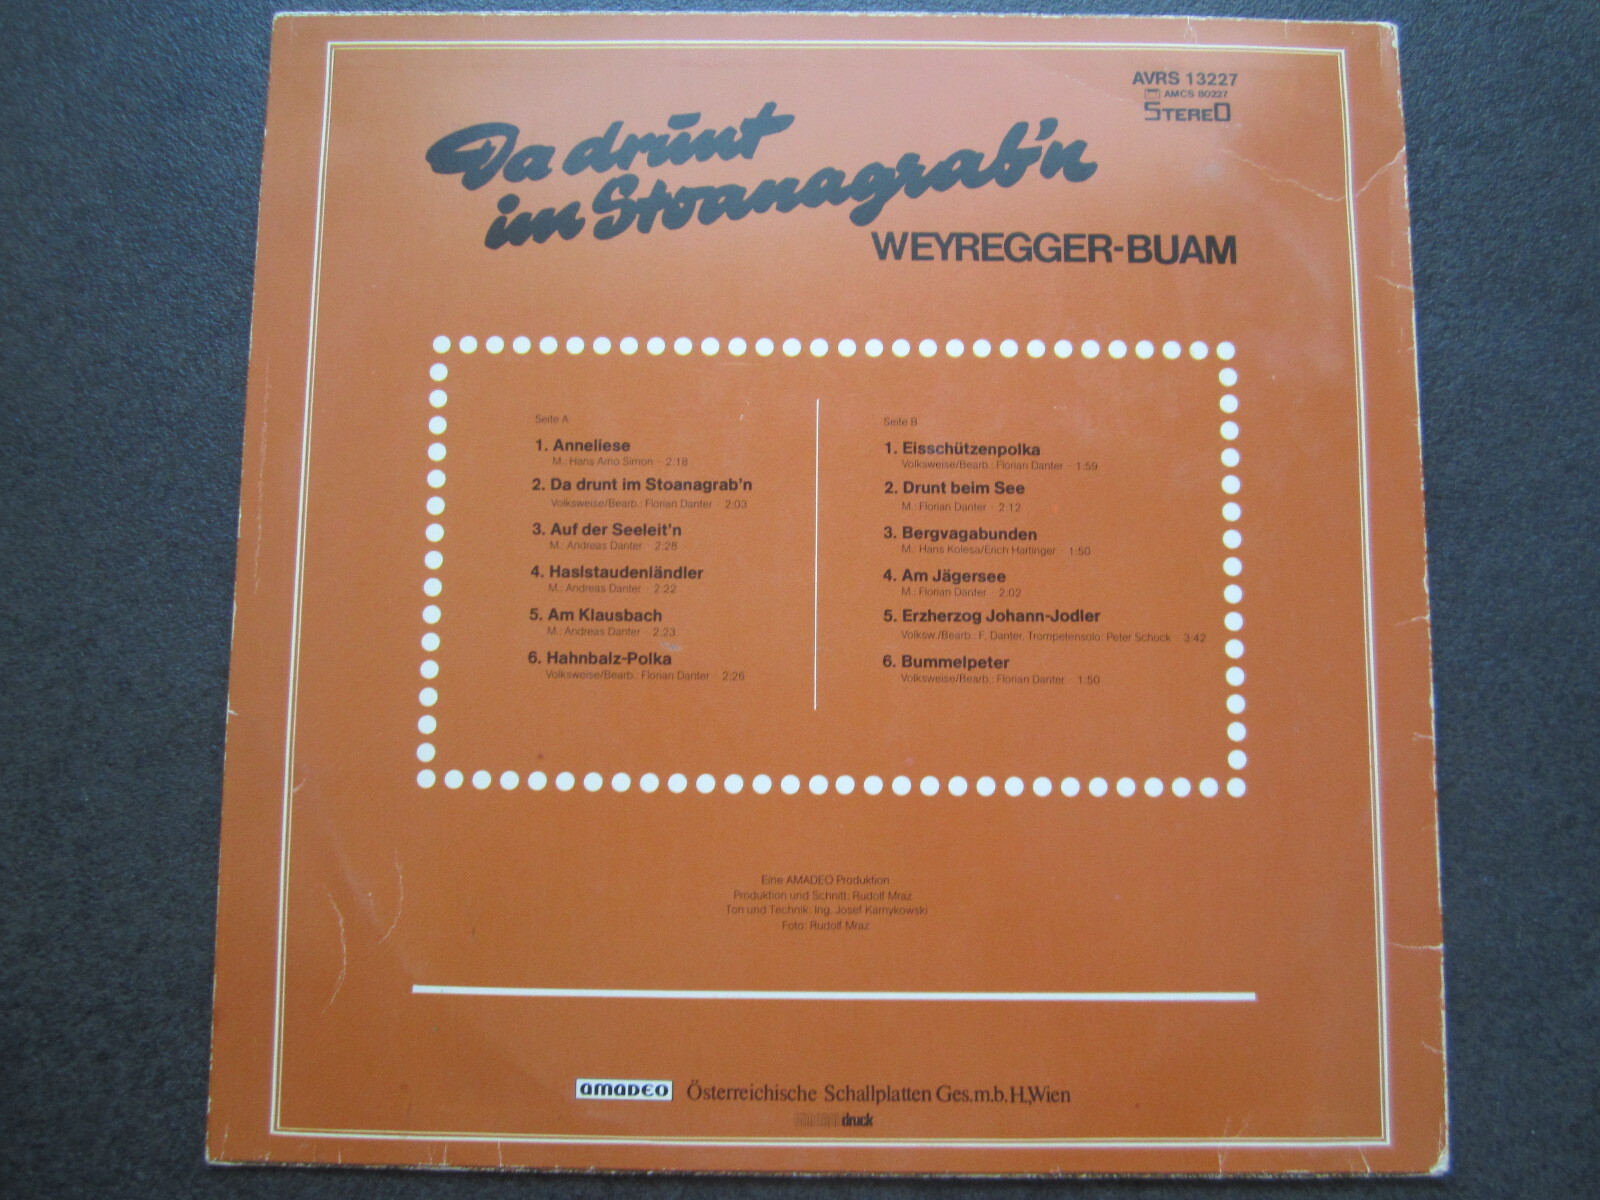 AVRS 13227
AMCS 80227
STEREO
Da drunt
im Stoanagrab'n
WEYREGGER-BUAM
Seite A
1. Anneliese
M.: Hans Arno Simon · 2:18
2. Da drunt im Stoanagrab'n
Volksweise/Bearb.: Florian Danter · 2:03
3. Auf der Seeleit'n
M.: Andreas Danter · 2:28
4. Haslstaudenländler
M.: Andreas Danter · 2:22
5. Am Klausbach
M.: Andreas Danter · 2:23
6. Hahnbalz-Polka
Volksweise/Bearb.: Florian Danter · 2:26
Seite B
1. Eisschützenpolka
Volksweise/Bearb.: Florian Danter · 1:59
2. Drunt beim See
M.: Florian Danter · 2:12
3. Bergvagabunden
M.: Hans Kolesa/Erich Hartinger · 1:50
4. Am Jägersee
M.: Florian Danter · 2:02
5. Erzherzog Johann-Jodler
Volksw./Bearb.: F. Danter, Trompetensolo: Peter Schock · 3:42
6. Bummelpeter
Volksweise/Bearb.: Florian Danter · 1:50
Eine AMADEO Produktion
Produktion und Schnitt: Rudolf Mraz
Ton und Technik: Ing. Josef Kamykowski
Foto: Rudolf Mraz
AMADEO Österreichische Schallplatten Ges.m.b.H.,Wien
druck